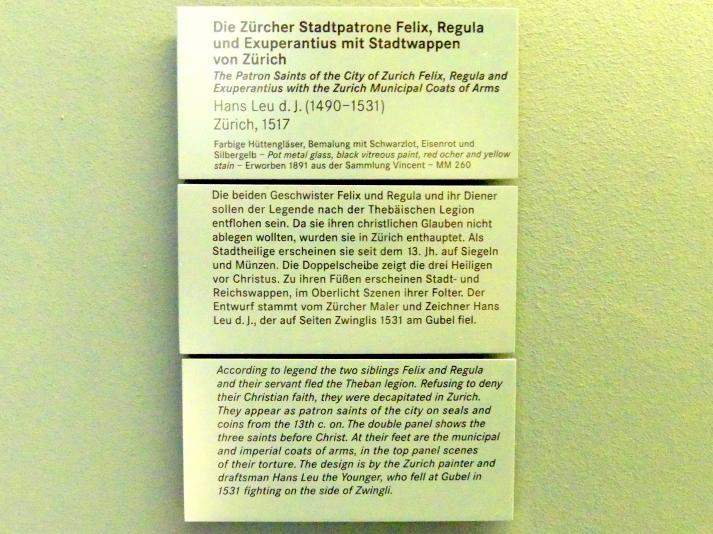 Die Zürcher Stadtpatrone Felix, Regula
und Exuperantius mit Stadtwappen
von Zürich
The Patron Saints of the City of Zurich Felix, Regula and
Exuperantius with the Zurich Municipal Coats of Arms
Hans Leu d. J. (1490–1531)
Zürich, 1517
Farbige Hüttengläser, Bemalung mit Schwarzlot, Eisenrot und
Silbergelb – Pot metal glass, black vitreous paint, red ocher and yellow
stain – Erworben 1891 aus der Sammlung Vincent – MM 260
Die beiden Geschwister Felix und Regula und ihr Diener
sollen der Legende nach der Thebäischen Legion
entflohen sein. Da sie ihren christlichen Glauben nicht
ablegen wollten, wurden sie in Zürich enthauptet. Als
Stadtheilige erscheinen sie seit dem 13. Jh. auf Siegeln
und Münzen. Die Doppelscheibe zeigt die drei Heiligen
vor Christus. Zu ihren Füßen erscheinen Stadt- und
Reichswappen, im Oberlicht Szenen ihrer Folter. Der
Entwurf stammt vom Zürcher Maler und Zeichner Hans
Leu d. J., der auf Seiten Zwinglis 1531 am Gubel fiel.
According to legend the two siblings Felix and Regula
and their servant fled the Theban legion. Refusing to deny
their Christian faith, they were decapitated in Zurich.
They appear as patron saints of the city on seals and
coins from the 13th c. on. The double panel shows the
three saints before Christ. At their feet are the municipal
and imperial coats of arms, in the top panel scenes
of their torture. The design is by the Zurich painter and
draftsman Hans Leu the Younger, who fell at Gubel in
1531 fighting on the side of Zwingli.